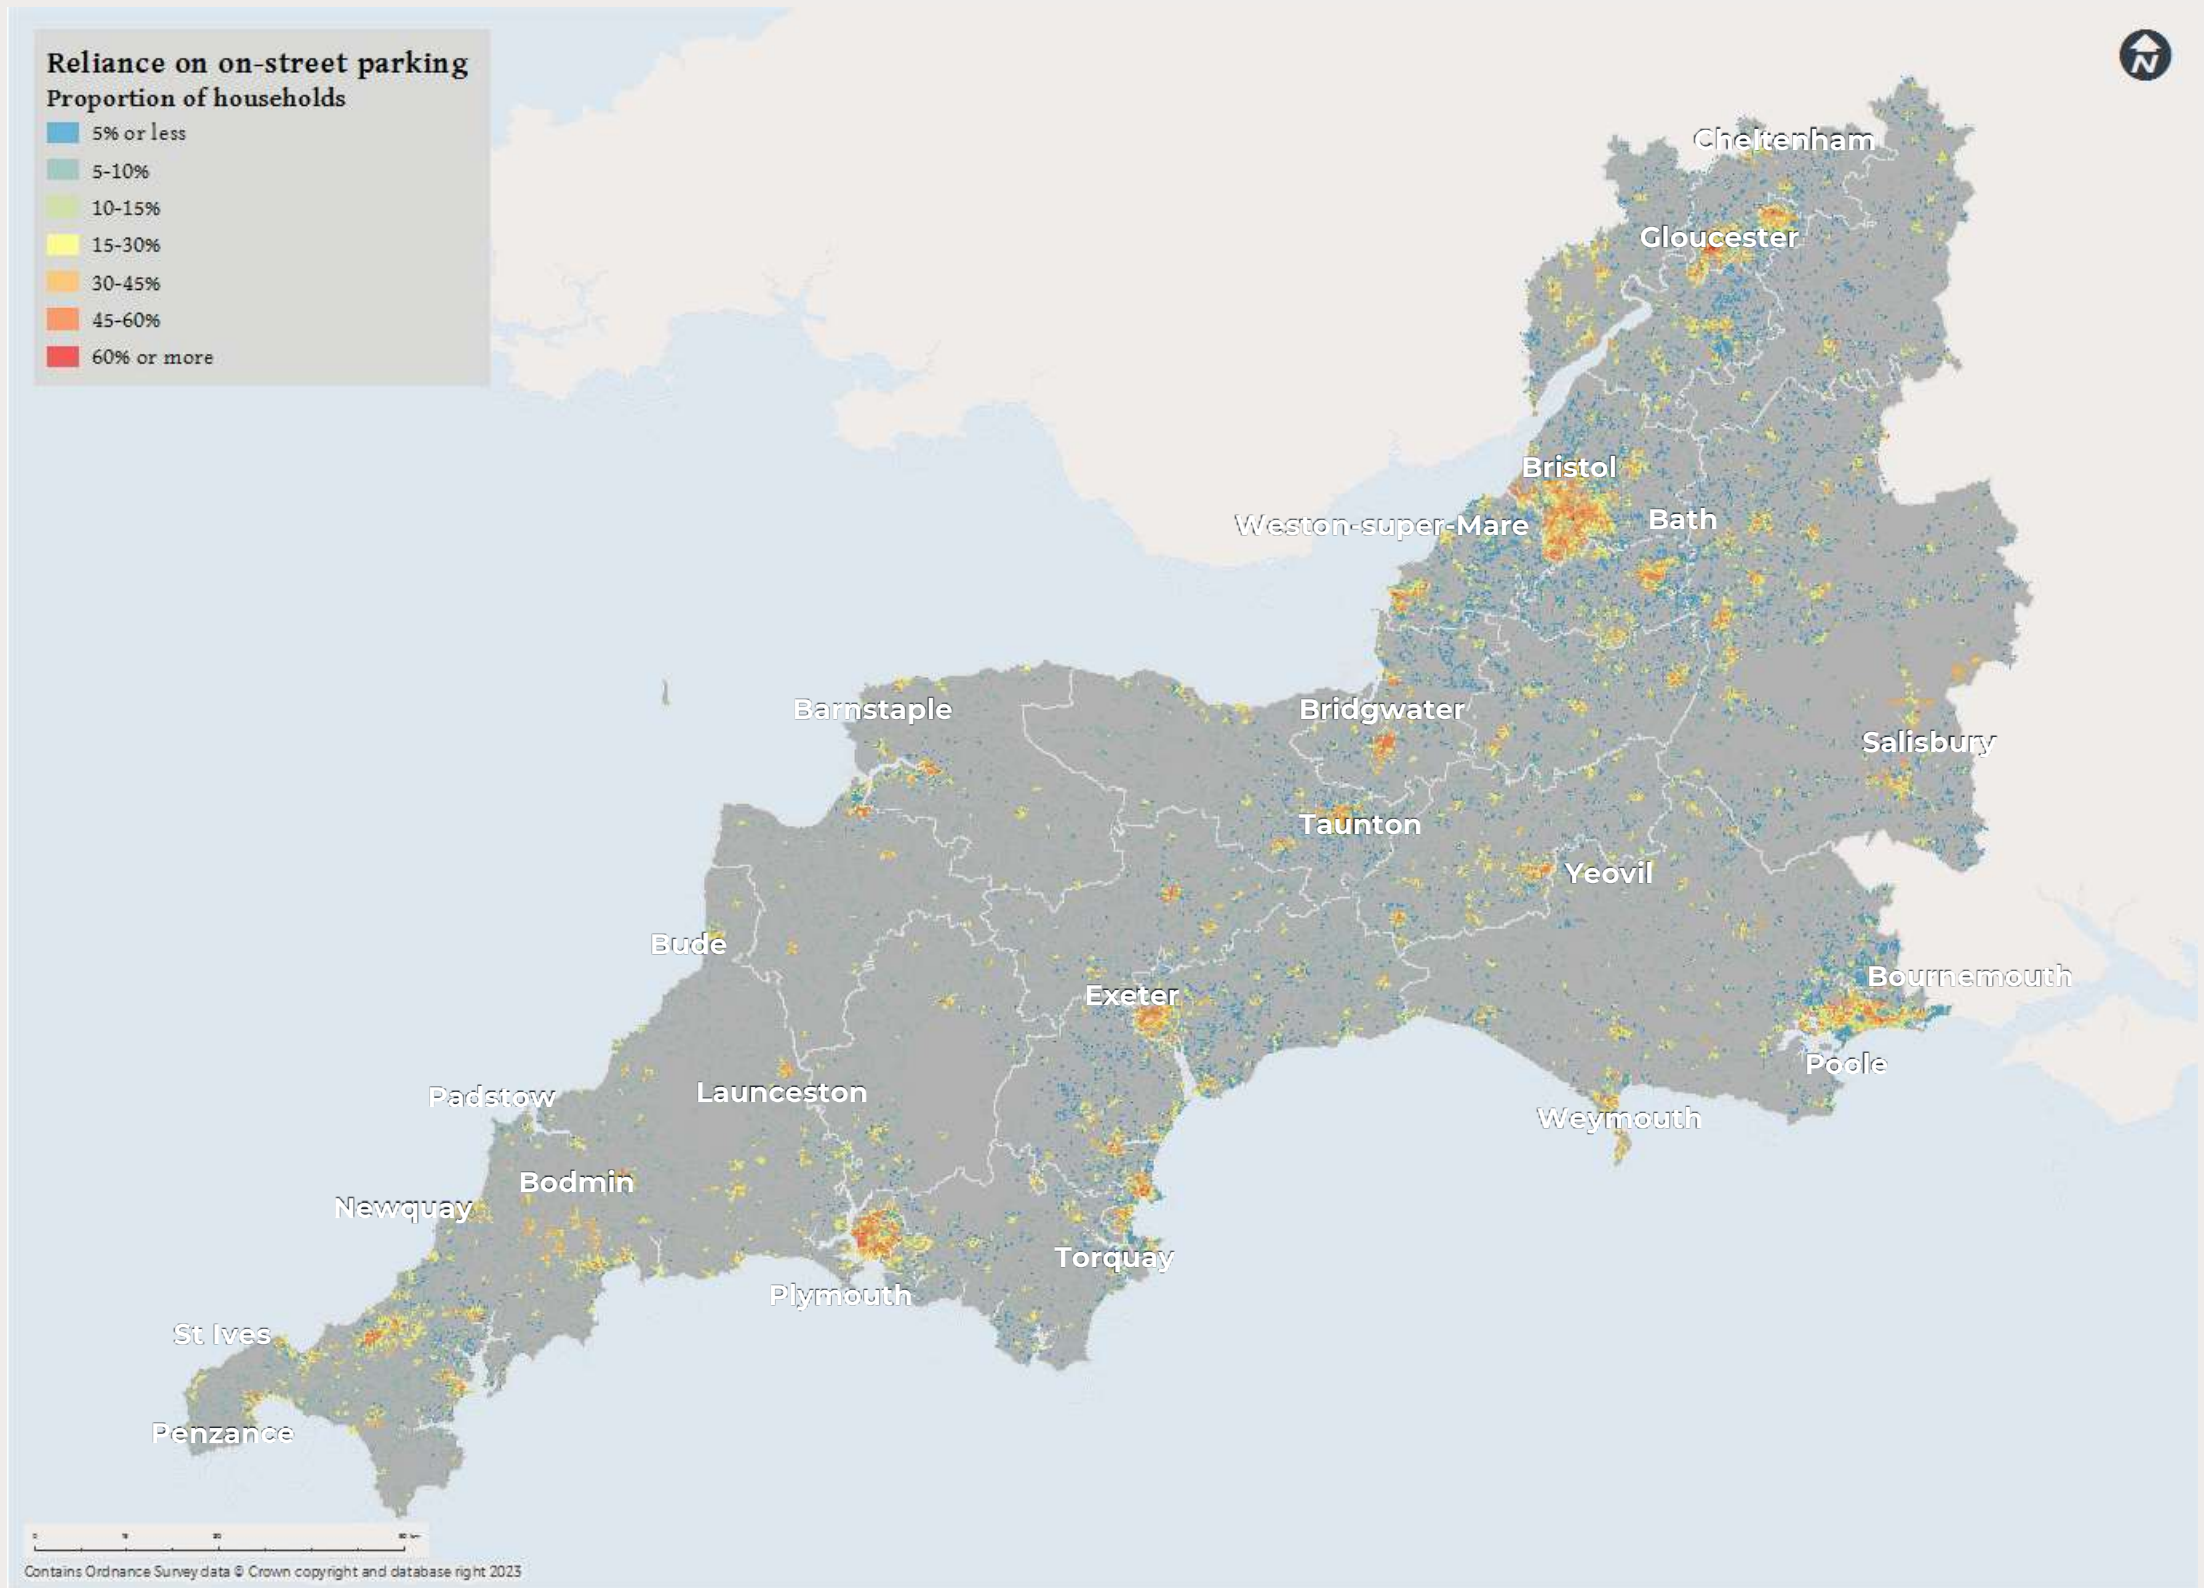 Reliance on on-street parking
Proportion of households
5% or less
5-10%
10-15%
15-30%
30-45%
45-60%
60% or more
N
Cheltenham
Gloucester
Bristol
Weston-super-Mare
Bath
Barnstaple
Bridgwater
Salisbury
Taunton
Yeovil
Bude
Exeter
Bournemouth
Poole
Padstow
Launceston
Weymouth
Bodmin
Newquay
Torquay
Plymouth
St Ives
Penzance
Contains Ordnance Survey data © Crown copyright and database right 2023